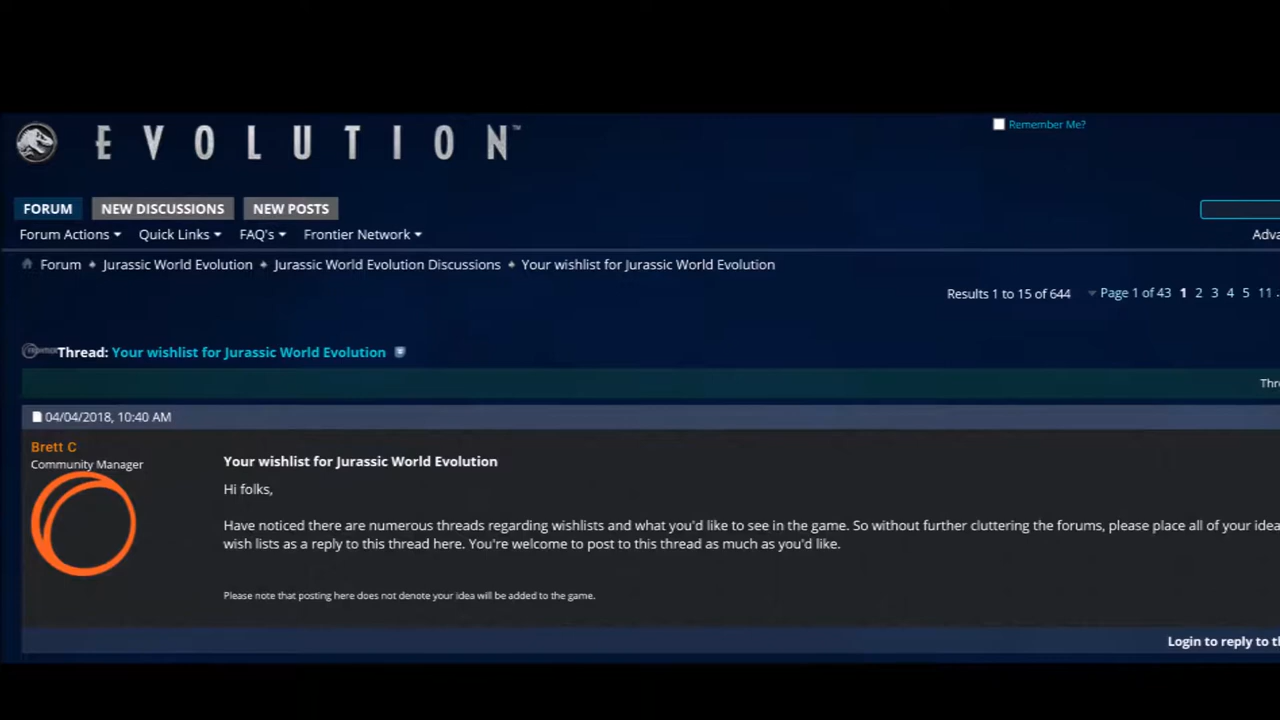 EVOLUTION™
Remember Me?
FORUM NEW DISCUSSIONS NEW POSTS
Forum Actions Quick Links FAQ's Frontier Network
Forum Jurassic World Evolution Jurassic World Evolution Discussions Your wishlist for Jurassic World Evolution
Results 1 to 15 of 644 Page 1 of 43 1 2 3 4 5 11
Thread: Your wishlist for Jurassic World Evolution
04/04/2018, 10:40 AM
Brett C
Community Manager
Your wishlist for Jurassic World Evolution
Hi folks,
Have noticed there are numerous threads regarding wishlists and what you'd like to see in the game. So without further cluttering the forums, please place all of your idea
wish lists as a reply to this thread here. You're welcome to post to this thread as much as you'd like.
Please note that posting here does not denote your idea will be added to the game.
Login to reply to th